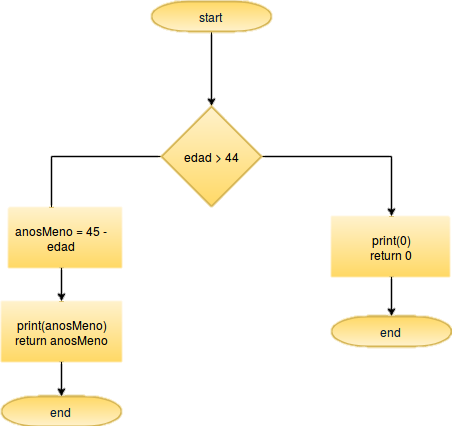 start
edad > 44
anosMeno = 45 -
edad
print(anosMeno)
return anosMeno
end
print(0)
return 0
end